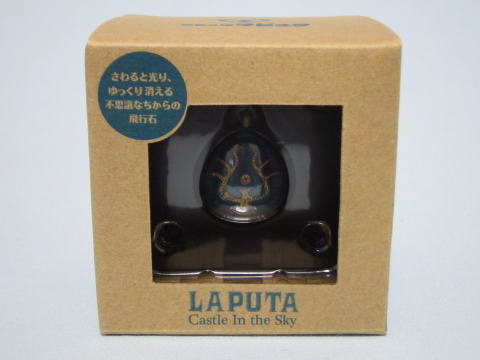 さわると光り、
ゆっくり消える
不思議なちからの
飛行石
LAPUTA
Castle In the Sky